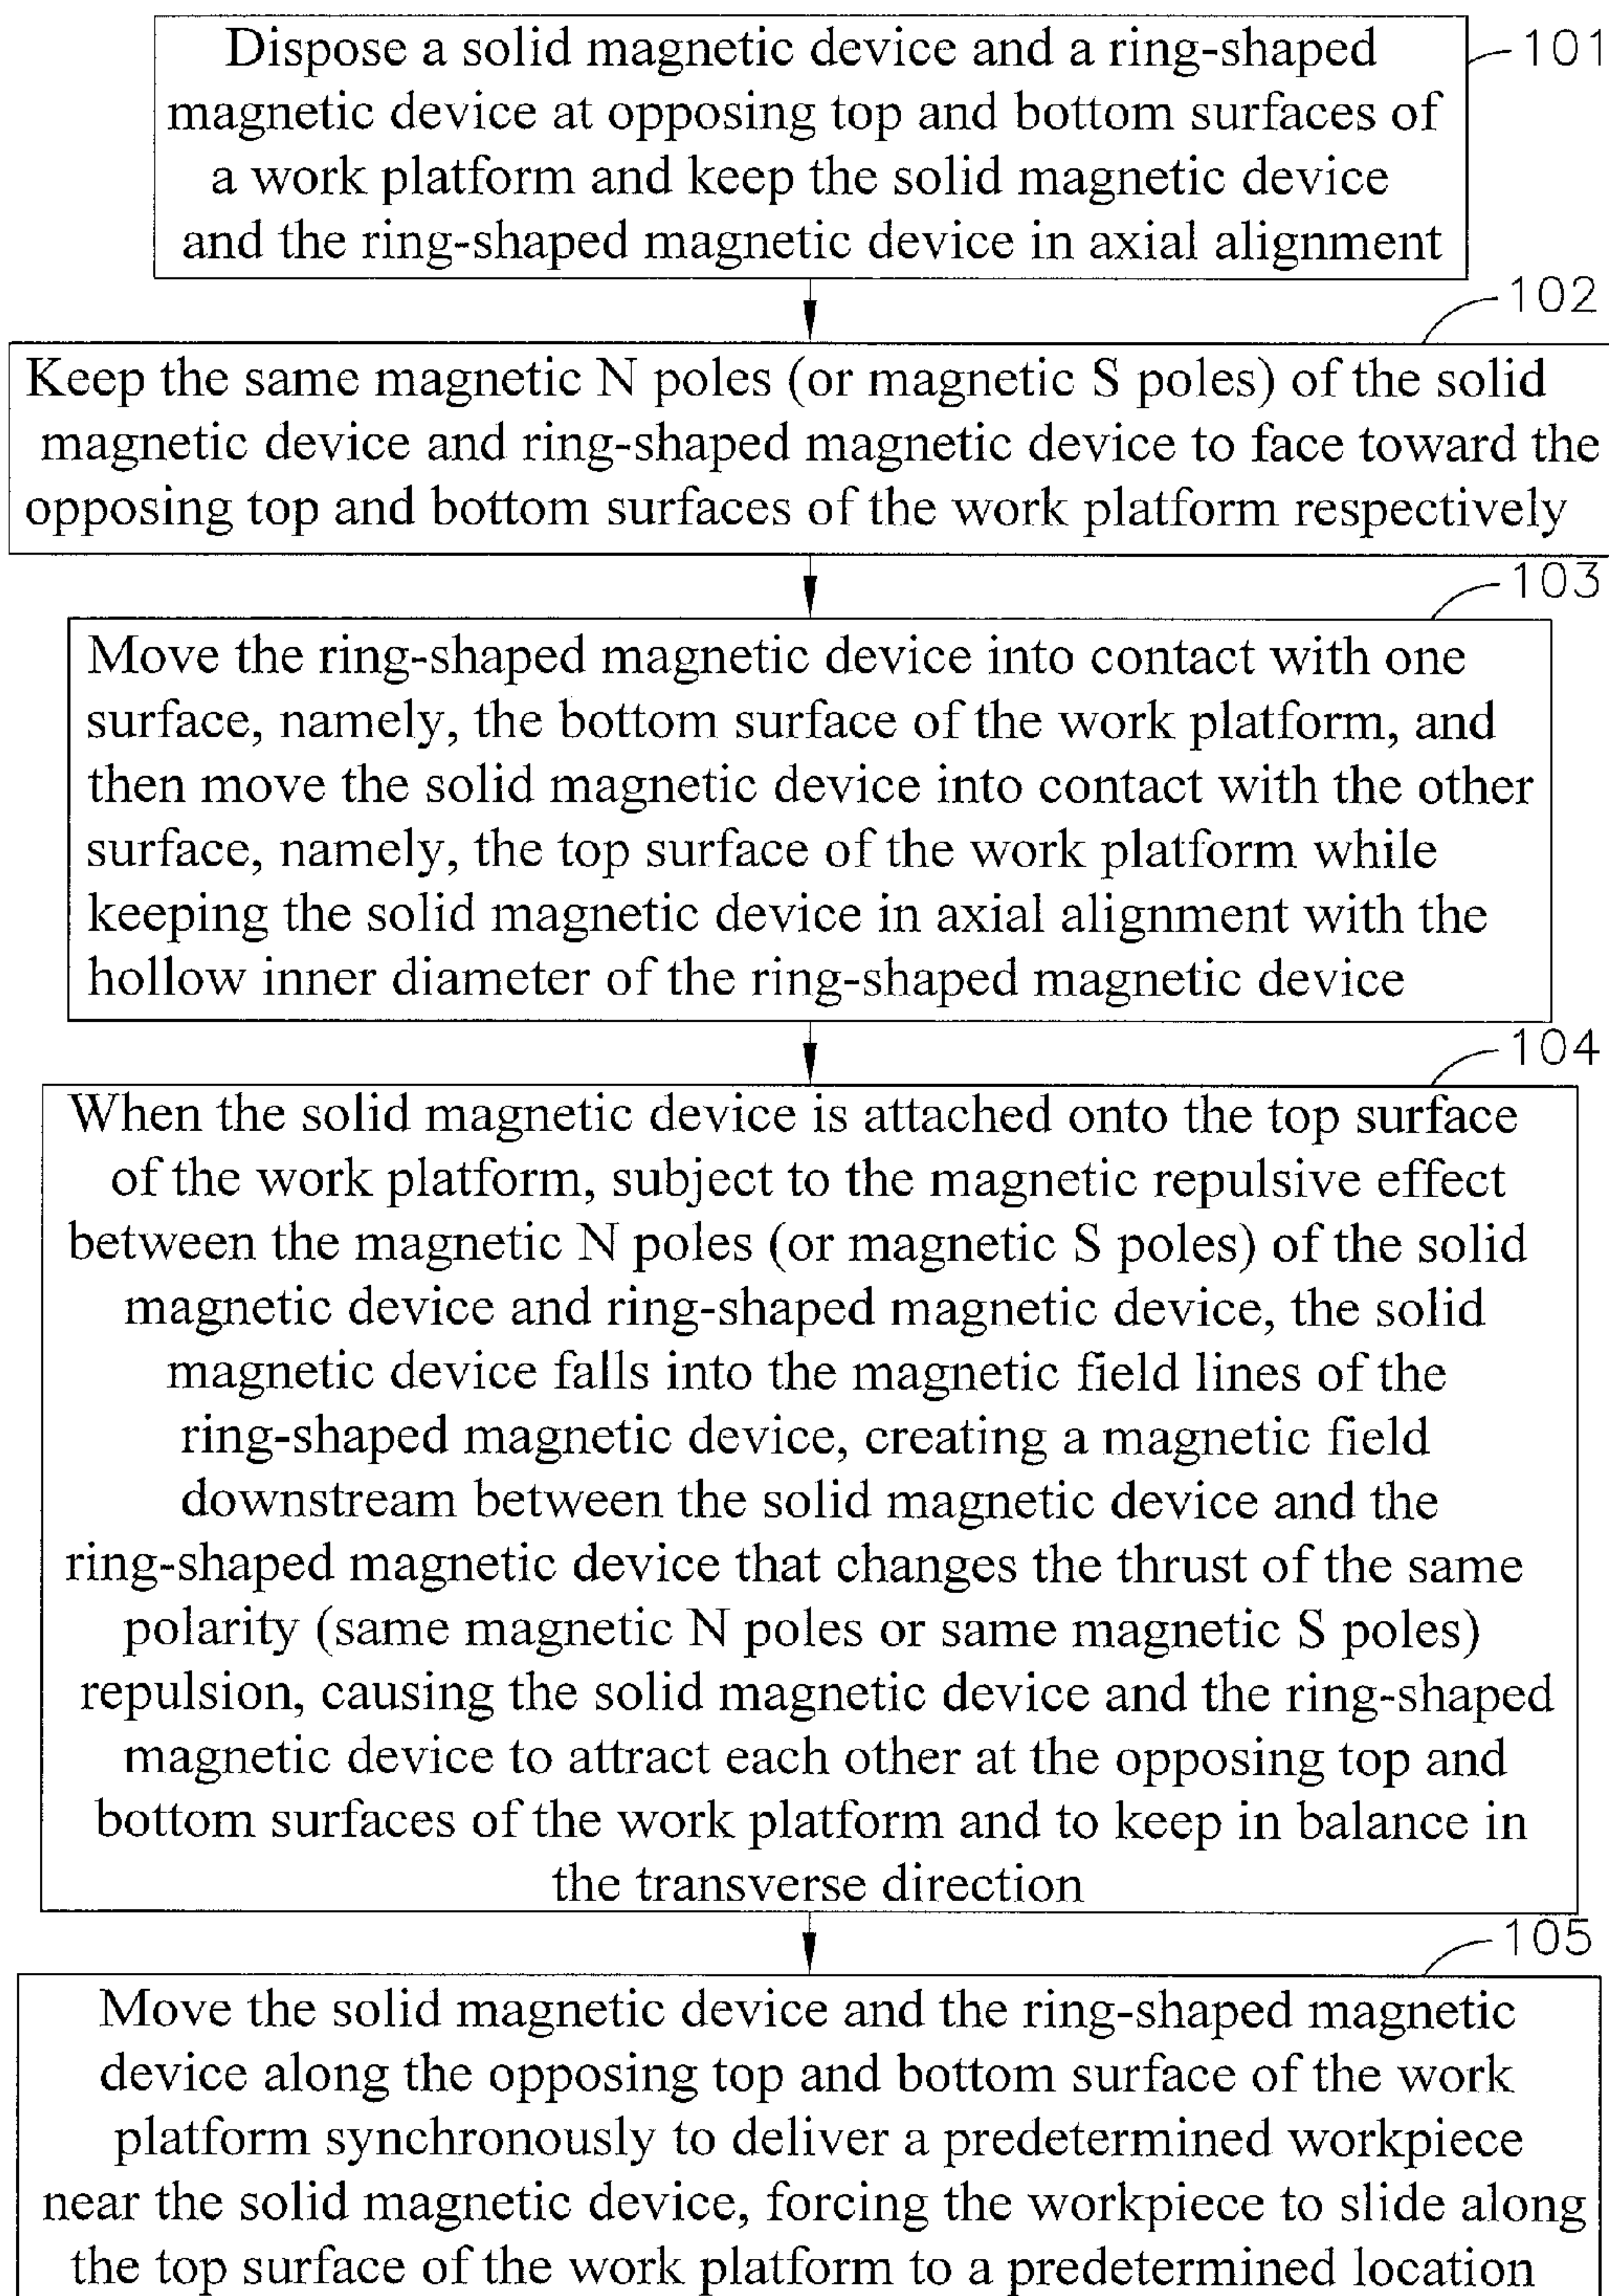 Dispose a solid magnetic device and a ring-shaped
101
magnetic device at opposing top and bottom surfaces of
a work platform and keep the solid magnetic device
and the ring-shaped magnetic device in axial alignment
102
Keep the same magnetic N poles (or magnetic S poles) of the solid
magnetic device and ring-shaped magnetic device to face toward the
opposing top and bottom surfaces of the work platform respectively
103
Move the ring-shaped magnetic device into contact with one
surface, namely, the bottom surface of the work platform, and
then move the solid magnetic device into contact with the other
surface, namely, the top surface of the work platform while
keeping the solid magnetic device in axial alignment with the
hollow inner diameter of the ring-shaped magnetic device
104
When the solid magnetic device is attached onto the top surface
of the work platform, subject to the magnetic repulsive effect
between the magnetic N poles (or magnetic S poles) of the solid
magnetic device and ring-shaped magnetic device, the solid
magnetic device falls into the magnetic field lines of the
ring-shaped magnetic device, creating a magnetic field
downstream between the solid magnetic device and the
ring-shaped magnetic device that changes the thrust of the same
polarity (same magnetic N poles or same magnetic S poles)
repulsion, causing the solid magnetic device and the ring-shaped
magnetic device to attract each other at the opposing top and
bottom surfaces of the work platform and to keep in balance in
the transverse direction
105
Move the solid magnetic device and the ring-shaped magnetic
device along the opposing top and bottom surface of the work
platform synchronously to deliver a predetermined workpiece
near the solid magnetic device, forcing the workpiece to slide along
the top surface of the work platform to a predetermined location